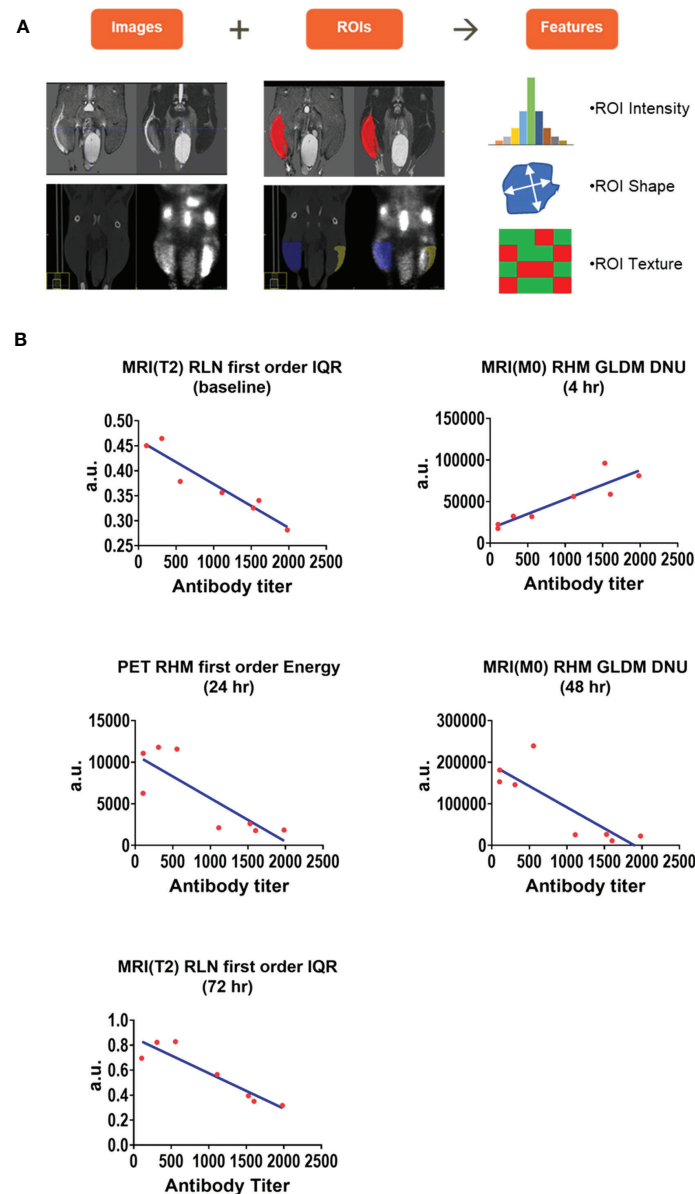 A
Images + ROIs → Features
•ROI Intensity
•ROI Shape
•ROI Texture
B
MRI(T2) RLN first order IQR
(baseline)
0.50
0.45
0.40
0.35
0.30
0.25
a.u.
0 500 1000 1500 2000 2500
Antibody titer
MRI(M0) RHM GLDM DNU
(4 hr)
150000
100000
50000
0
a.u.
0 500 1000 1500 2000 2500
Antibody titer
PET RHM first order Energy
(24 hr)
15000
10000
5000
0
a.u.
0 500 1000 1500 2000 2500
Antibody titer
MRI(M0) RHM GLDM DNU
(48 hr)
300000
200000
100000
0
a.u.
0 500 1000 1500 2000 2500
Antibody titer
MRI(T2) RLN first order IQR
(72 hr)
1.0
0.8
0.6
0.4
0.2
0.0
a.u.
0 500 1000 1500 2000 2500
Antibody Titer